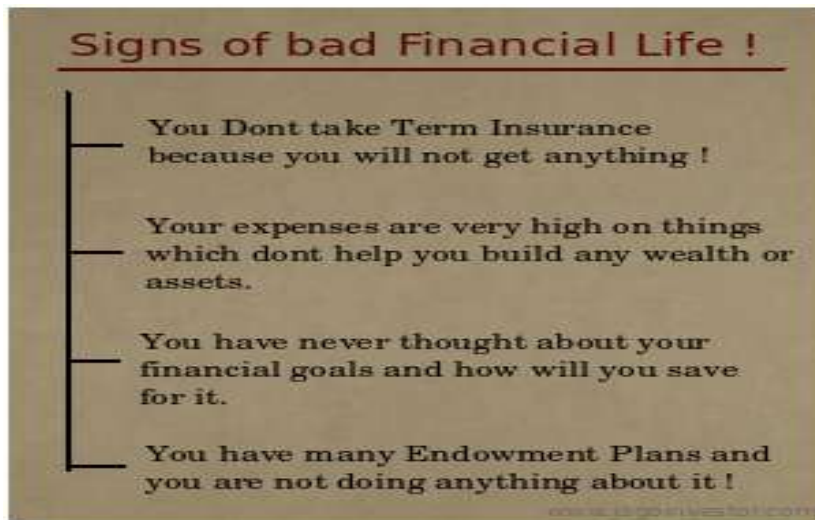 Signs of bad Financial Life !
You Dont take Term Insurance
because you will not get anything !
Your expenses are very high on things
which dont help you build any wealth or
assets.
You have never thought about your
financial goals and how will you save
for it.
You have many Endowment Plans and
you are not doing anything about it !
www.jagoinvestor.com